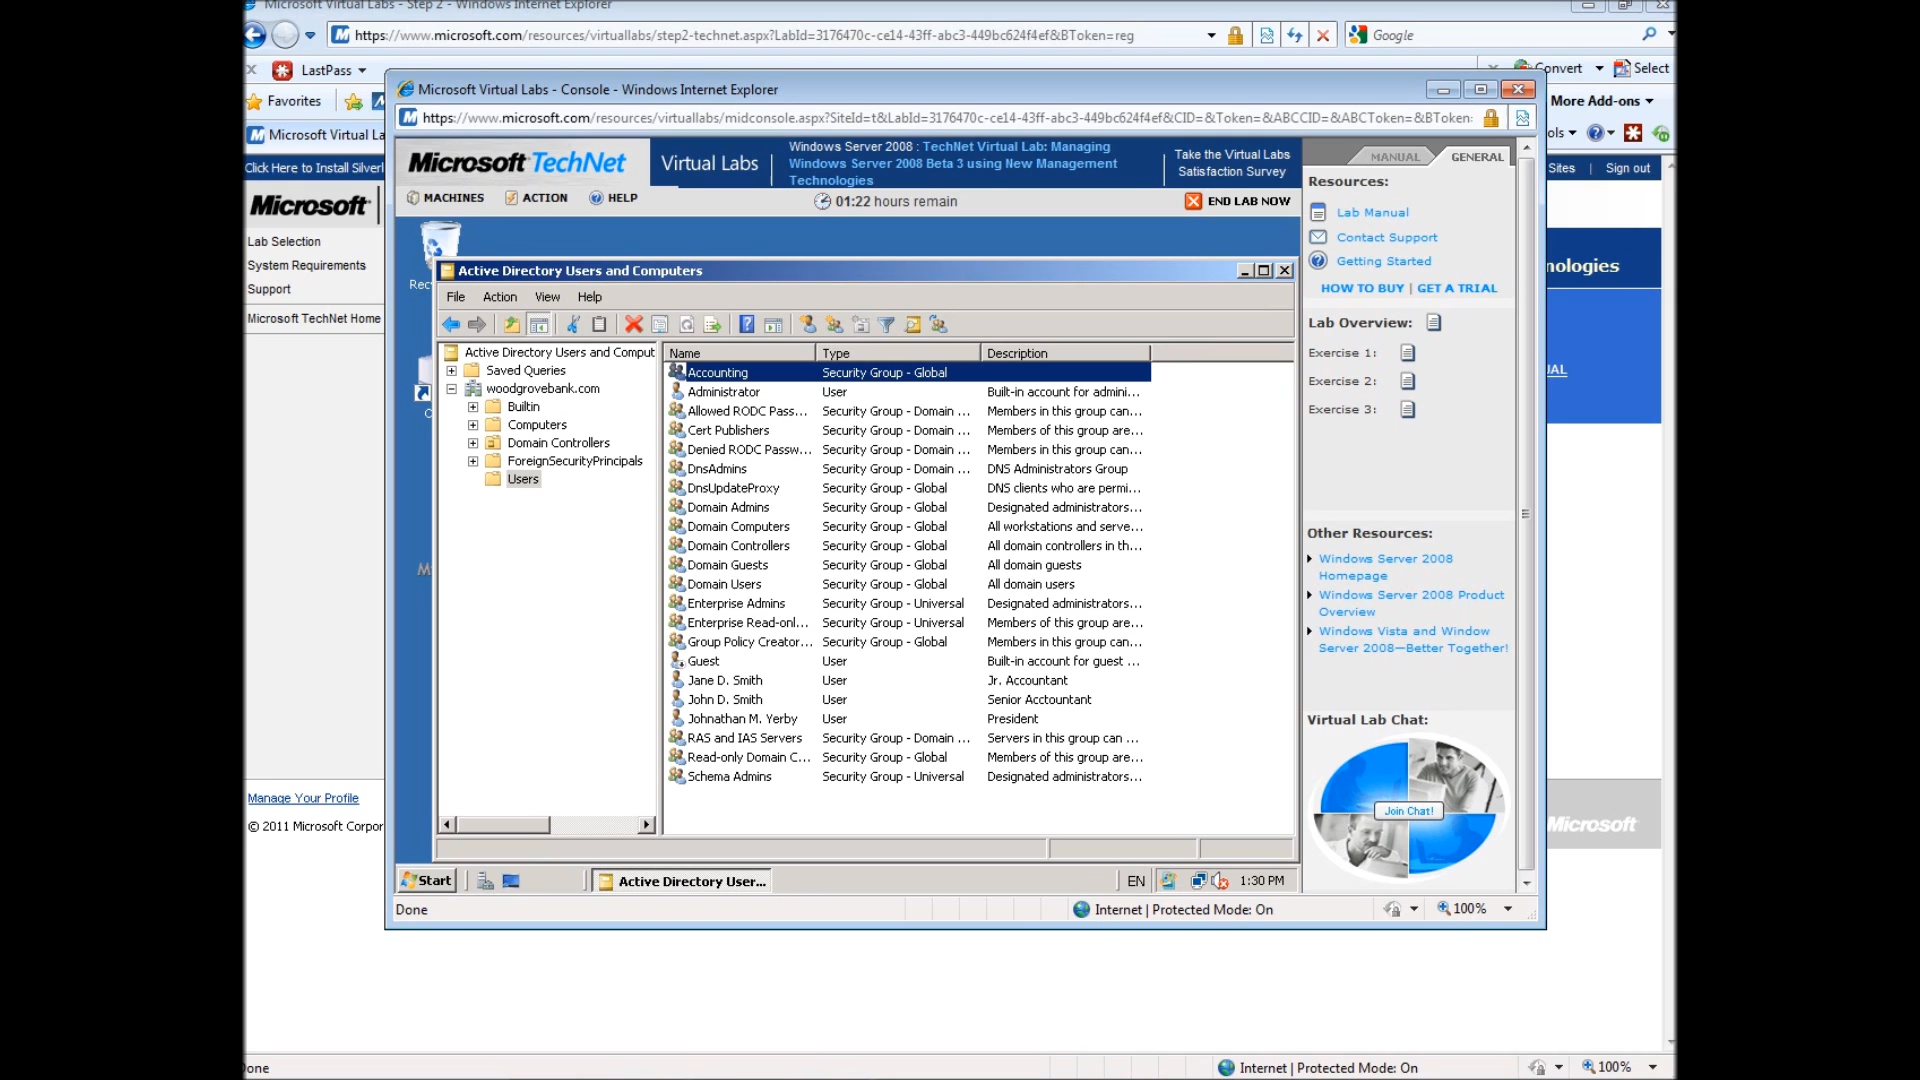 Microsoft Virtual Labs - Step 2 - Windows Internet Explorer
https://www.microsoft.com/resources/virtuallabs/step2-technet.aspx?LabId=3176470c-ce14-43ff-abc3-449bc624f4ef&BToken=reg
Google
LastPass
Convert
Select
Favorites
More Add-ons
Microsoft Virtual La
Click Here to Install Silverl
Sites | Sign out
Microsoft
Lab Selection
System Requirements
Support
Microsoft TechNet Home
nologies
UAL
Manage Your Profile
© 2011 Microsoft Corpor
Microsoft
Microsoft Virtual Labs - Console - Windows Internet Explorer
https://www.microsoft.com/resources/virtuallabs/midconsole.aspx?SiteId=t&LabId=3176470c-ce14-43ff-abc3-449bc624f4ef&CID=&Token=&ABCCID=&ABCToken=&BToken:
Microsoft TechNet
Virtual Labs
Windows Server 2008 : TechNet Virtual Lab: Managing
Windows Server 2008 Beta 3 using New Management
Technologies
Take the Virtual Labs
Satisfaction Survey
MACHINES
ACTION
HELP
01:22 hours remain
END LAB NOW
MANUAL
GENERAL
Resources:
Lab Manual
Contact Support
Getting Started
HOW TO BUY | GET A TRIAL
Lab Overview:
Exercise 1:
Exercise 2:
Exercise 3:
Other Resources:
Windows Server 2008
Homepage
Windows Server 2008 Product
Overview
Windows Vista and Window
Server 2008—Better Together!
Virtual Lab Chat:
Join Chat!
Rec
Active Directory Users and Computers
File Action View Help
Active Directory Users and Comput
Saved Queries
woodgrovebank.com
Builtin
Computers
Domain Controllers
ForeignSecurityPrincipals
Users
Name Type Description
Accounting Security Group - Global
Administrator User Built-in account for admini...
Allowed RODC Pass... Security Group - Domain ... Members in this group can...
Cert Publishers Security Group - Domain ... Members of this group are...
Denied RODC Passw... Security Group - Domain ... Members in this group can...
DnsAdmins Security Group - Domain ... DNS Administrators Group
DnsUpdateProxy Security Group - Global DNS clients who are permi...
Domain Admins Security Group - Global Designated administrators...
Domain Computers Security Group - Global All workstations and serve...
Domain Controllers Security Group - Global All domain controllers in th...
Domain Guests Security Group - Global All domain guests
Domain Users Security Group - Global All domain users
Enterprise Admins Security Group - Universal Designated administrators...
Enterprise Read-onl... Security Group - Universal Members of this group are...
Group Policy Creator... Security Group - Global Members in this group can...
Guest User Built-in account for guest ...
Jane D. Smith User Jr. Accountant
John D. Smith User Senior Acctountant
Johnathan M. Yerby User President
RAS and IAS Servers Security Group - Domain ... Servers in this group can ...
Read-only Domain C... Security Group - Global Members of this group are...
Schema Admins Security Group - Universal Designated administrators...
Start
Active Directory User...
EN
1:30 PM
Done
Internet | Protected Mode: On
100%
Done
Internet | Protected Mode: On
100%